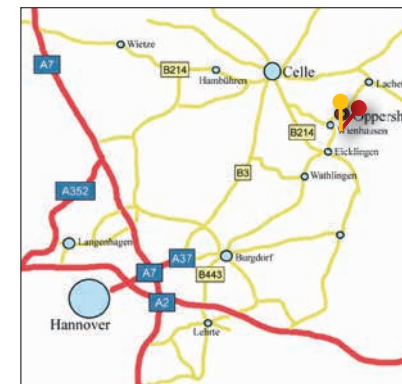 Wietze
A7
B214
Hambühren
Celle
Lachen
Oppersh
B214
Wienhausen
Eicklingen
B3
Wathlingen
A352
Langenhagen
A37
Burgdorf
A7
B443
A2
Hannover
Lehrte